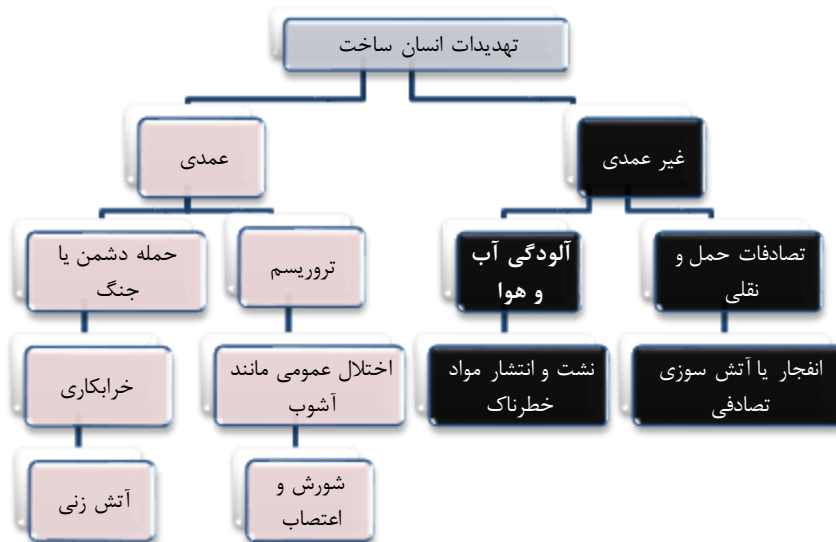 تهدیدات انسان ساخت
غیر عمدی
عمدی
تصادفات حمل و
نقلی
آلودگی آب
و هوا
تروریسم
حمله دشمن یا
جنگ
انفجار یا آتش سوزی
تصادفی
نشت و انتشار مواد
خطرناک
اختلال عمومی مانند
آشوب
خرابکاری
شورش و
اعتصاب
آتش زنی